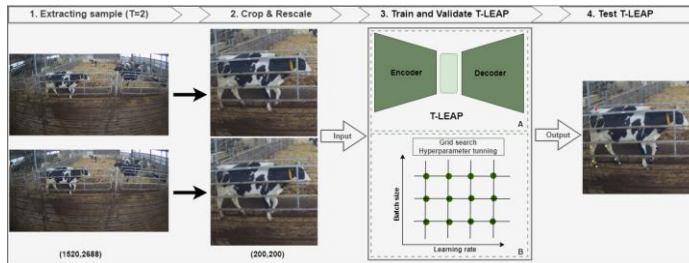 1. Extracting sample (T=2)
2. Crop & Rescale
3. Train and Validate T-LEAP
4. Test T-LEAP
Encoder
Decoder
T-LEAP
A
Input
Output
Grid search
Hyperparameter tunning
Batch size
Learning rate
B
(1520,2688)
(200,200)